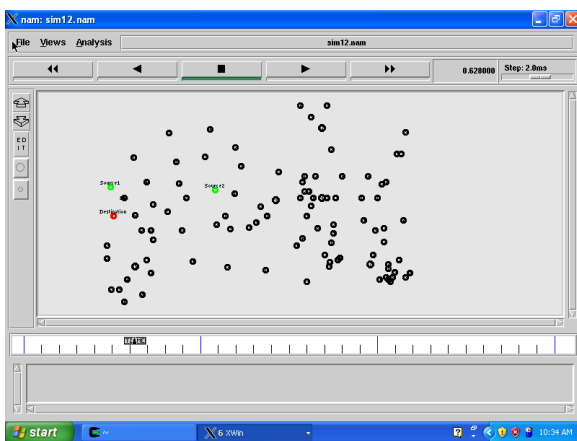 nam: sim12.nam
File Views Analysis sim12.nam
0.628000 Step: 2.0ms
E D
I T
Source1
Source2
Destination
start
6 XWin
10:34 AM